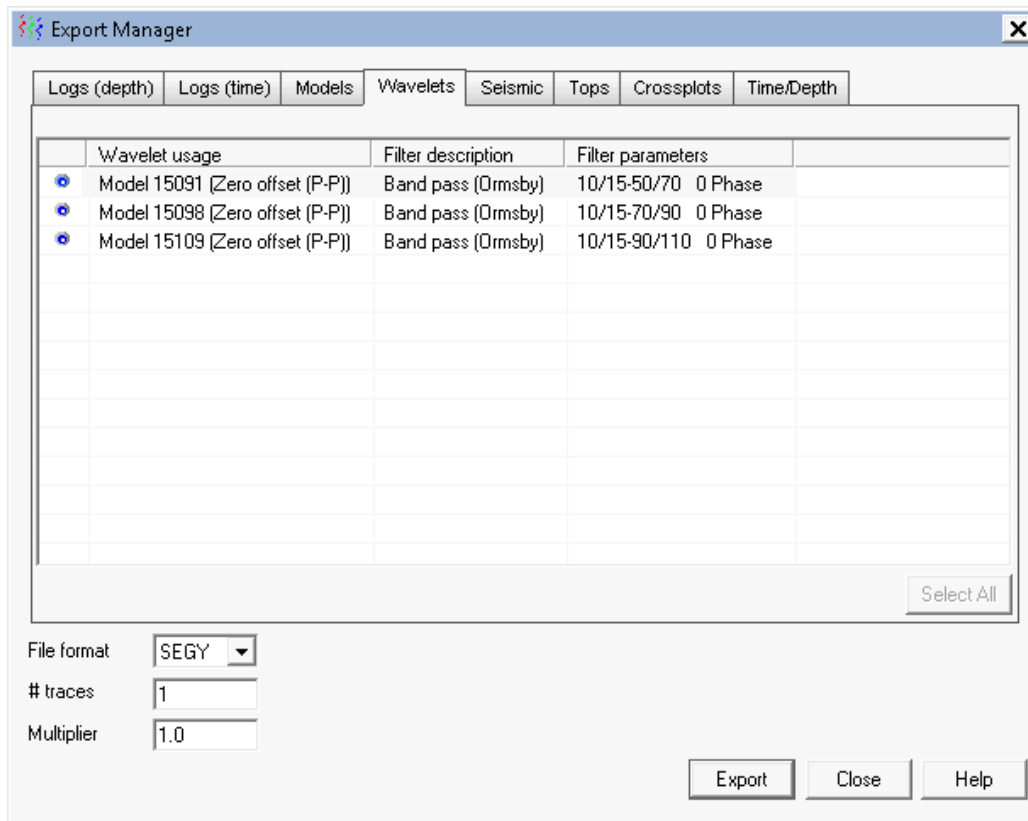 Export Manager
Logs (depth) Logs (time) Models Wavelets Seismic Tops Crossplots Time/Depth
Wavelet usage Filter description Filter parameters
Model 15091 (Zero offset (P-P)) Band pass (Ormsby) 10/15-50/70 0 Phase
Model 15098 (Zero offset (P-P)) Band pass (Ormsby) 10/15-70/90 0 Phase
Model 15109 (Zero offset (P-P)) Band pass (Ormsby) 10/15-90/110 0 Phase
Select All
File format SEGY
# traces 1
Multiplier 1.0
Export Close Help